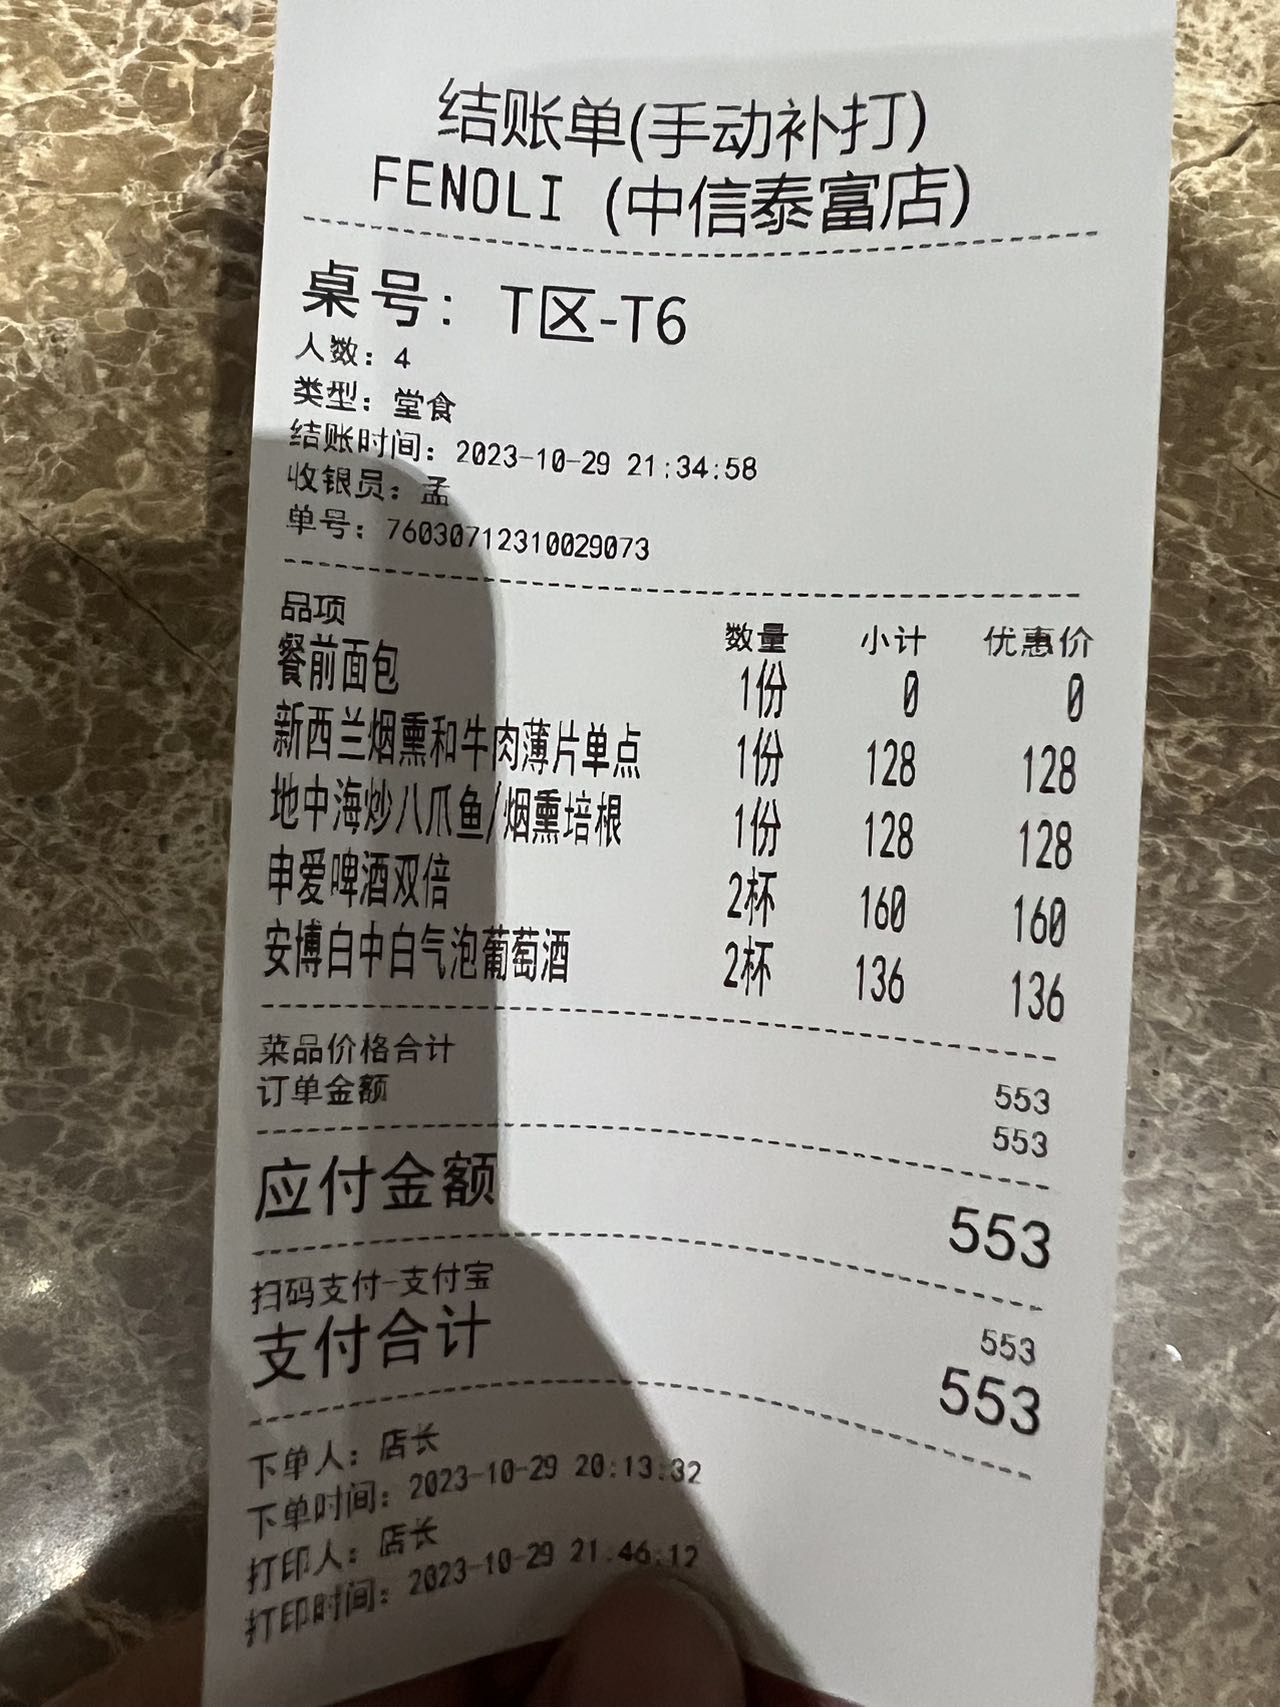 结账单(手动补打)
FENOLI (中信泰富店)
桌号: T区-T6
人数: 4
类型: 堂食
结账时间: 2023-10-29 21:34:58
收银员: 孟
单号: 76030712310029073
品项 数量 小计 优惠价
餐前面包 1份 0 0
新西兰烟熏和牛肉薄片单点 1份 128 128
地中海炒八爪鱼/烟熏培根 1份 128 128
申爱啤酒双倍 2杯 160 160
安博白中白气泡葡萄酒 2杯 136 136
菜品价格合计 553
订单金额 553
应付金额 553
扫码支付-支付宝 553
支付合计 553
下单人: 店长
下单时间: 2023-10-29 20:13:32
打印人: 店长
打印时间: 2023-10-29 21:46:12